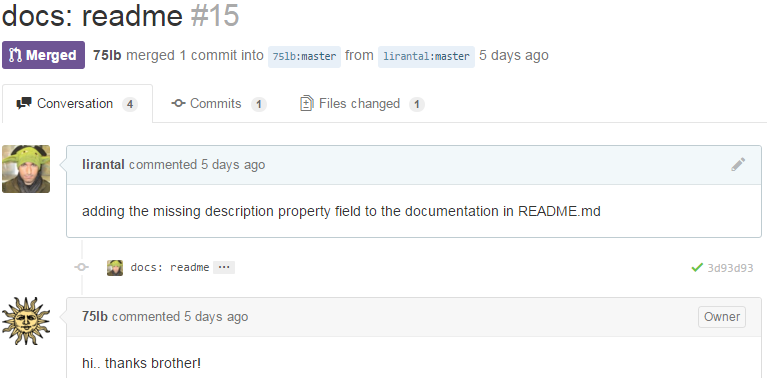 docs: readme #15
Merged 75lb merged 1 commit into 75lb:master from lirantal:master 5 days ago
Conversation 4 Commits 1 Files changed 1
lirantal commented 5 days ago
adding the missing description property field to the documentation in README.md
docs: readme ... 3d93d93
75lb commented 5 days ago Owner
hi.. thanks brother!